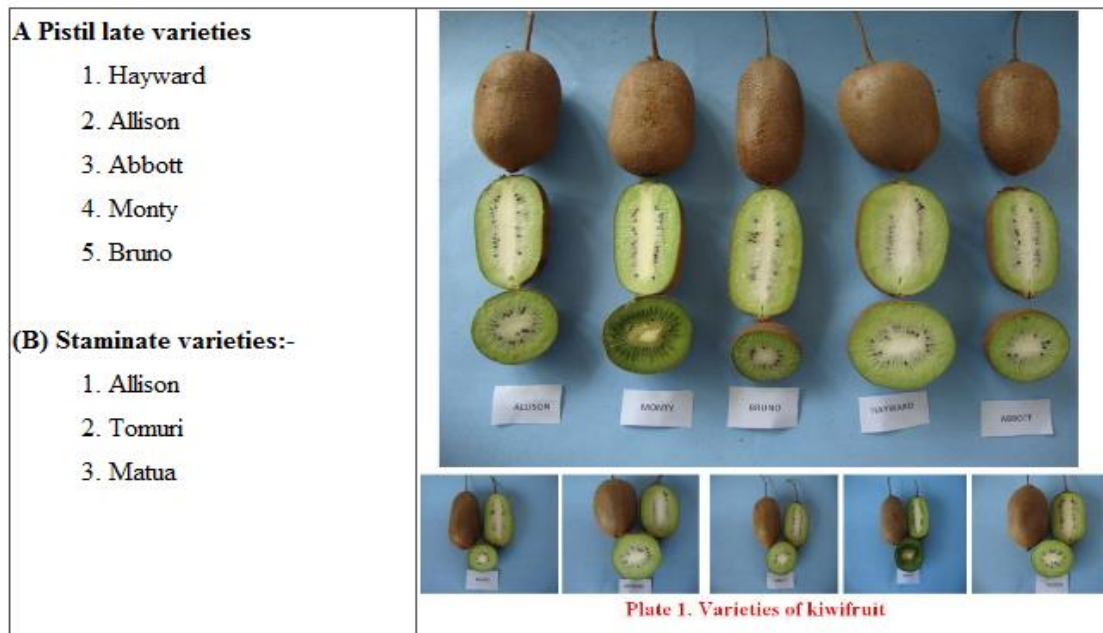 A Pistil late varieties
1. Hayward
2. Allison
3. Abbott
4. Monty
5. Bruno
(B) Staminate varieties:-
1. Allison
2. Tomuri
3. Matua
ALLISON
MONTY
BRUNO
HAYWARD
ABBOTT
Plate 1. Varieties of kiwifruit